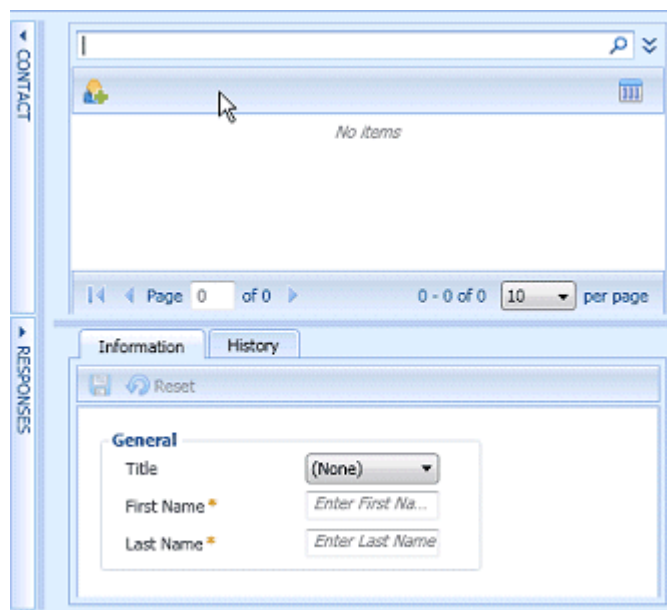 CONTACT
No items
Page 0 of 0 0 - 0 of 0 10 per page
RESPONSES
Information History
Reset
General
Title (None)
First Name * Enter First Na...
Last Name * Enter Last Name